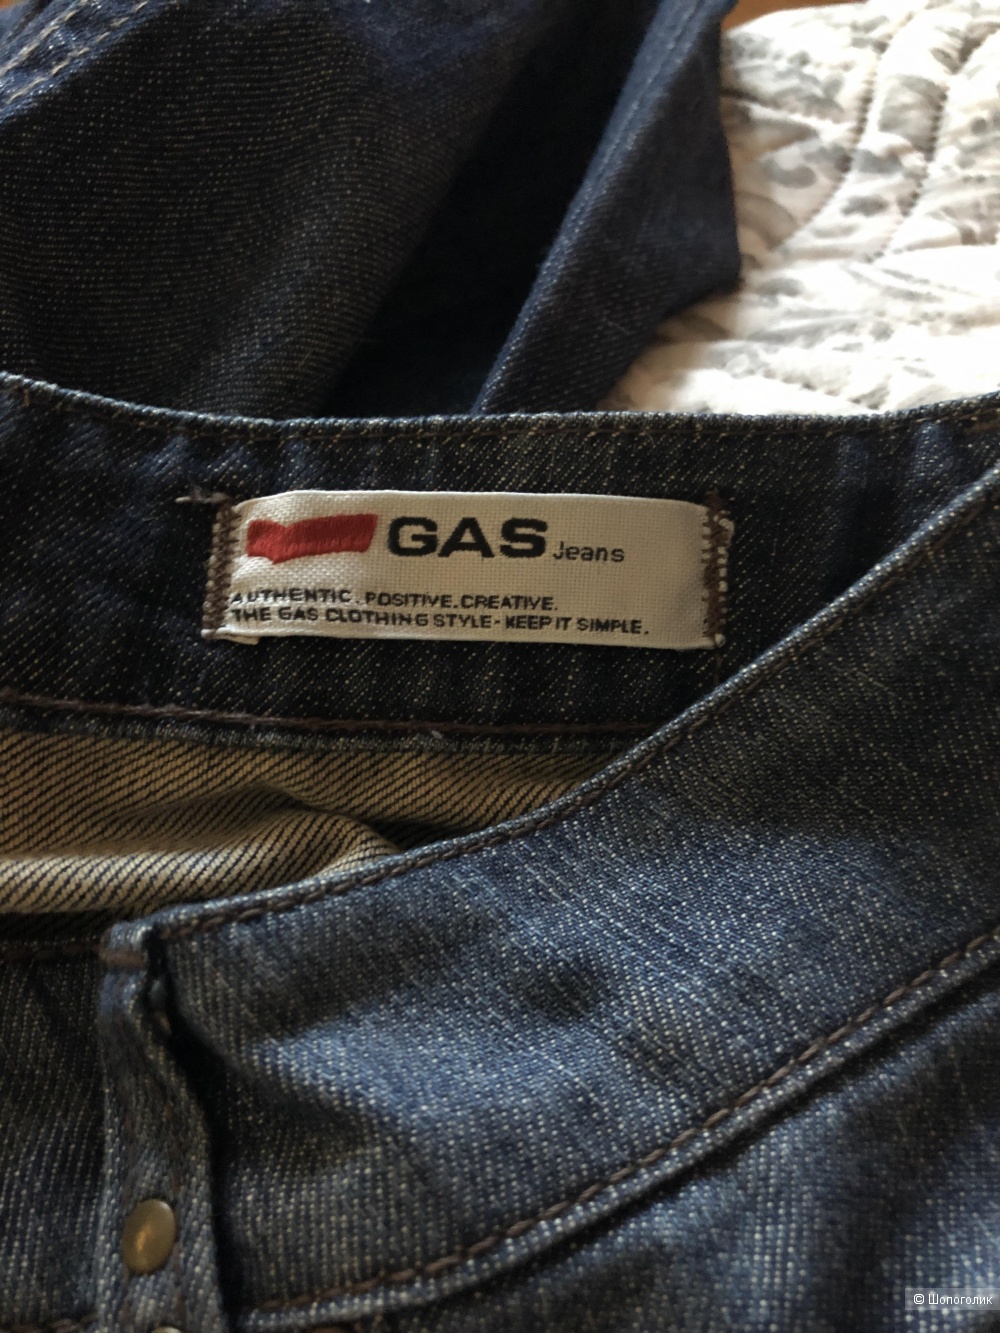 GAS Jeans
AUTHENTIC. POSITIVE. CREATIVE.
THE GAS CLOTHING STYLE - KEEP IT SIMPLE.
© Шопоголик